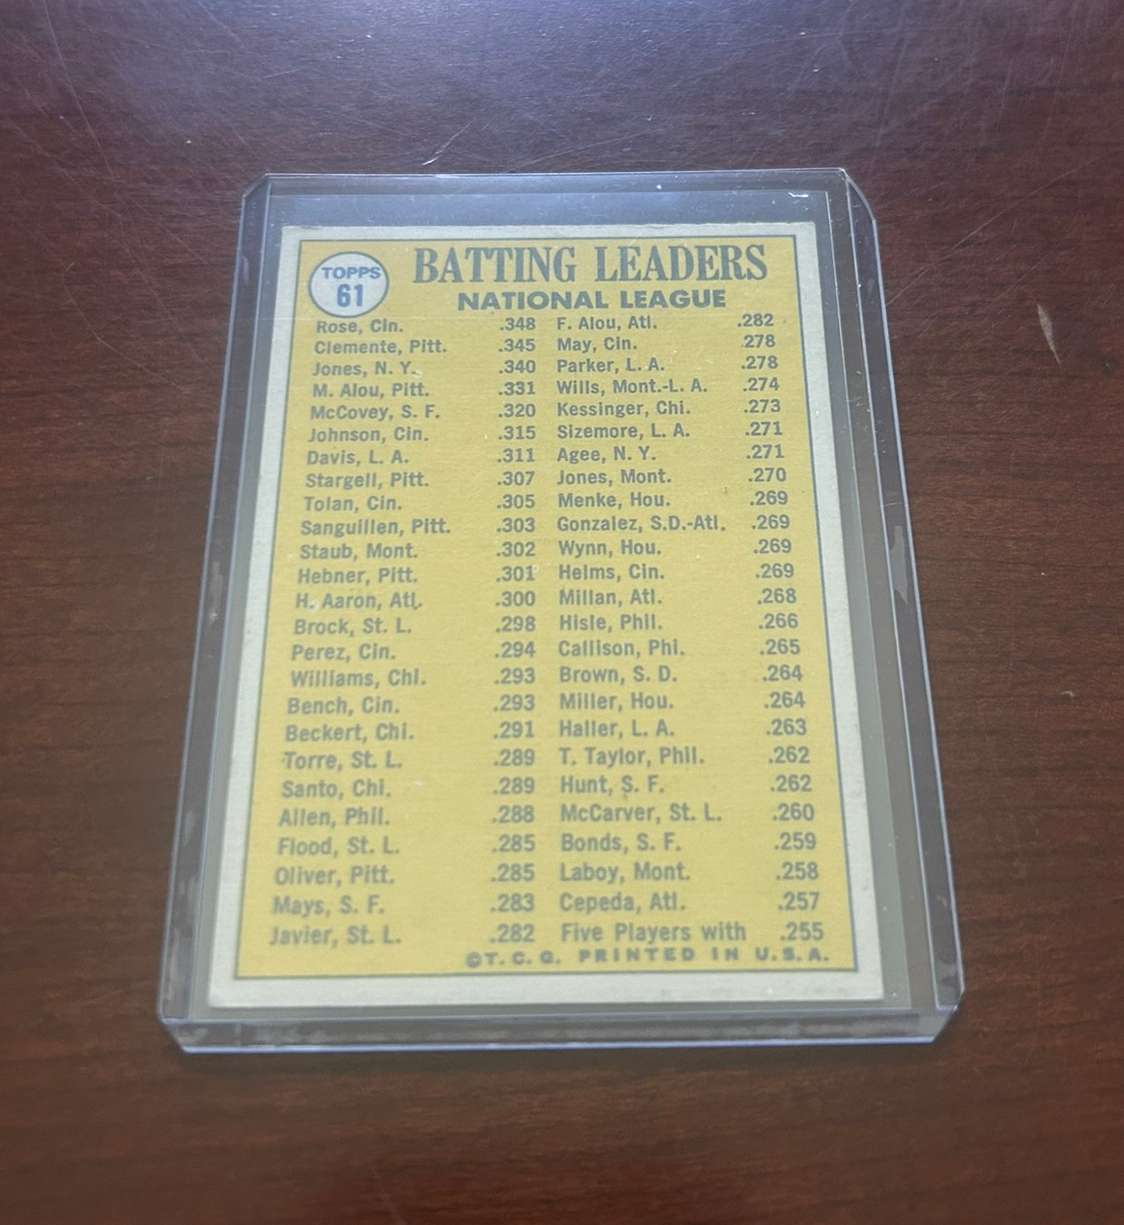 TOPPS
61
BATTING LEADERS
NATIONAL LEAGUE
Rose, Cin. .348 F. Alou, Atl. .282
Clemente, Pitt. .345 May, Cin. .278
Jones, N. Y. .340 Parker, L. A. .278
M. Alou, Pitt. .331 Wills, Mont.-L. A. .274
McCovey, S. F. .320 Kessinger, Chi. .273
Johnson, Cin. .315 Sizemore, L. A. .271
Davis, L. A. .311 Agee, N. Y. .271
Stargell, Pitt. .307 Jones, Mont. .270
Tolan, Cin. .305 Menke, Hou. .269
Sanguillen, Pitt. .303 Gonzalez, S.D.-Atl. .269
Staub, Mont. .302 Wynn, Hou. .269
Hebner, Pitt. .301 Helms, Cin. .269
H. Aaron, Atl. .300 Millan, Atl. .268
Brock, St. L. .298 Hisle, Phil. .266
Perez, Cin. .294 Callison, Phi. .265
Williams, Chi. .293 Brown, S. D. .264
Bench, Cin. .293 Miller, Hou. .264
Beckert, Chi. .291 Haller, L. A. .263
Torre, St. L. .289 T. Taylor, Phil. .262
Santo, Chi. .289 Hunt, S. F. .262
Allen, Phil. .288 McCarver, St. L. .260
Flood, St. L. .285 Bonds, S. F. .259
Oliver, Pitt. .285 Laboy, Mont. .258
Mays, S. F. .283 Cepeda, Atl. .257
Javier, St. L. .282 Five Players with .255
©T. C. G. PRINTED IN U.S.A.